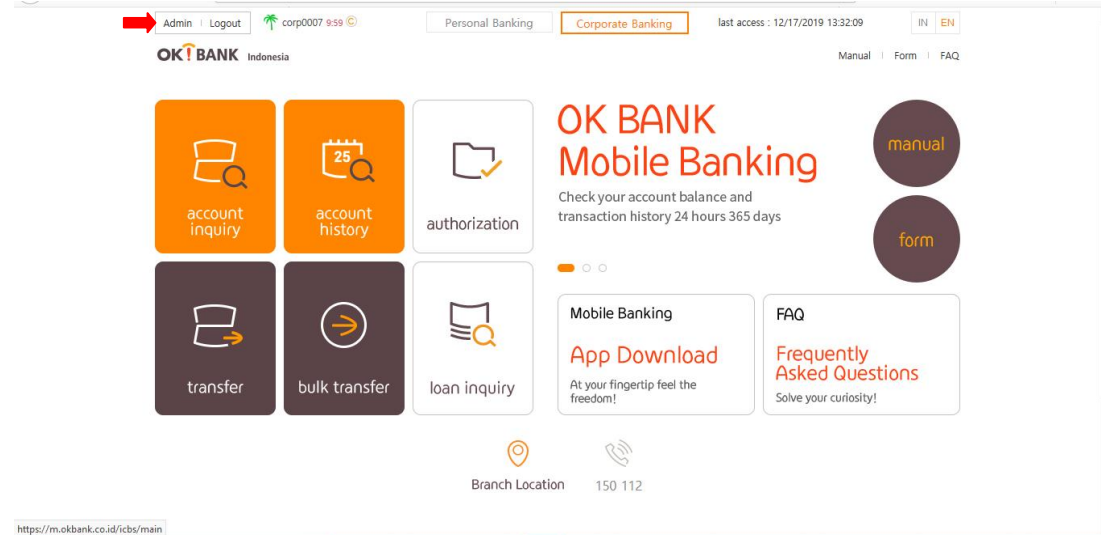 Admin Logout corp0007 9:59 C Personal Banking Corporate Banking last access : 12/17/2019 13:32:09 IN EN
OK! BANK Indonesia Manual Form FAQ
account
inquiry
25
account
history
authorization
OK BANK
Mobile Banking
Check your account balance and
transaction history 24 hours 365 days
manual
form
transfer
bulk transfer
loan inquiry
Mobile Banking
App Download
At your fingertip feel the
freedom!
FAQ
Frequently
Asked Questions
Solve your curiosity!
Branch Location
150 112
https://m.okbank.co.id/icbs/main